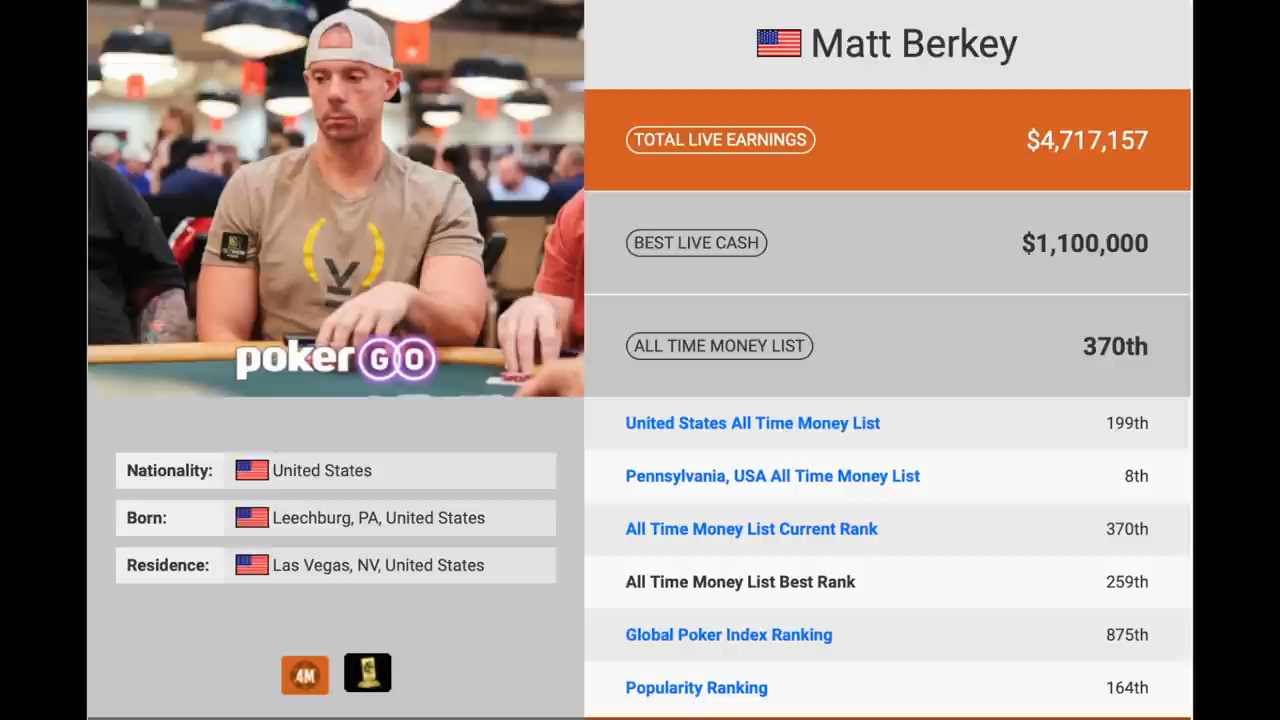 Matt Berkey
TOTAL LIVE EARNINGS $4,717,157
BEST LIVE CASH $1,100,000
ALL TIME MONEY LIST 370th
pokerGO
United States All Time Money List 199th
Pennsylvania, USA All Time Money List 8th
All Time Money List Current Rank 370th
All Time Money List Best Rank 259th
Global Poker Index Ranking 875th
Popularity Ranking 164th
Nationality: United States
Born: Leechburg, PA, United States
Residence: Las Vegas, NV, United States
4M